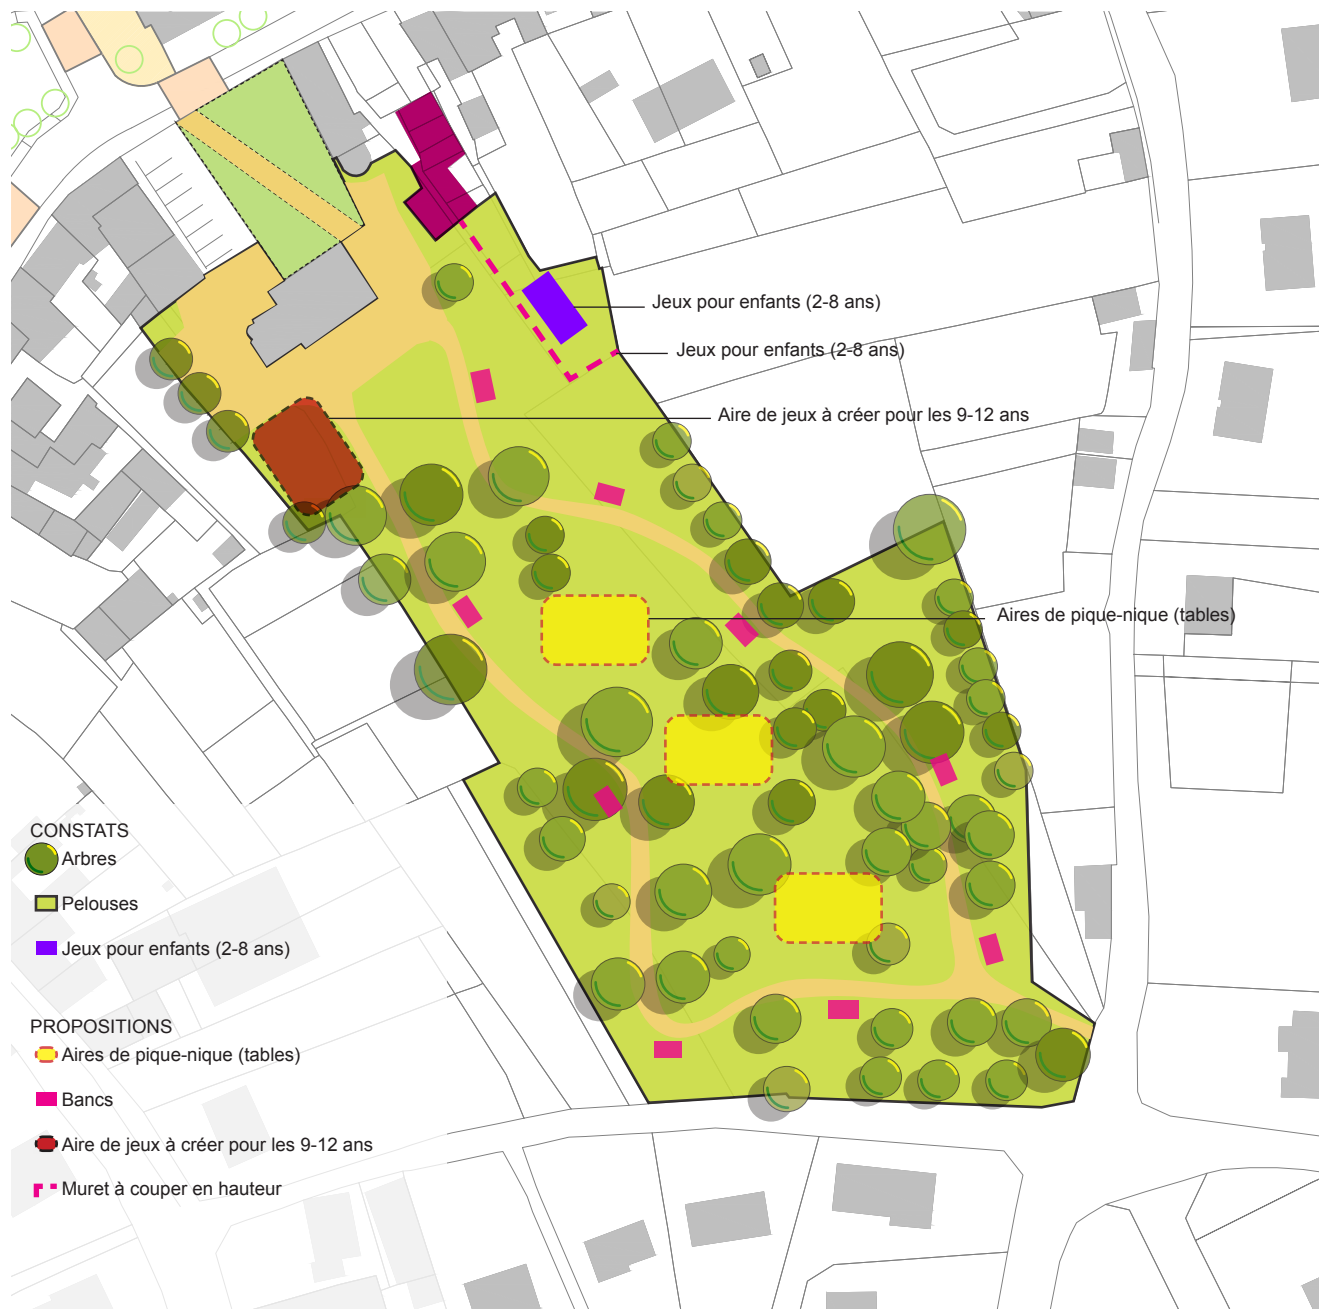 Jeux pour enfants (2-8 ans)
Jeux pour enfants (2-8 ans)
Aire de jeux à créer pour les 9-12 ans
Aires de pique-nique (tables)
CONSTATS
Arbres
Pelouses
Jeux pour enfants (2-8 ans)
PROPOSITIONS
Aires de pique-nique (tables)
Bancs
Aire de jeux à créer pour les 9-12 ans
Muret à couper en hauteur